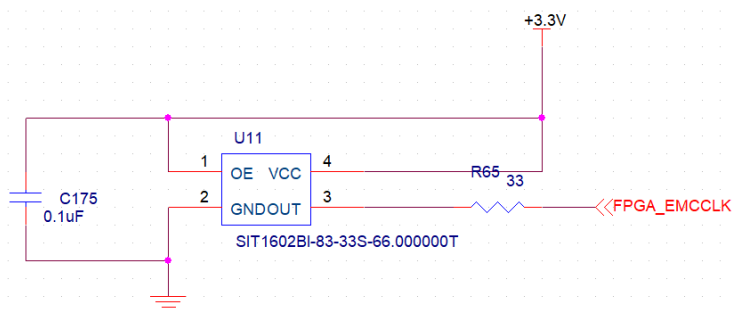 +3.3V
U11
1 OE VCC 4
R65
33
2 GND OUT 3
FPGA_EMCCLK
C175
0.1uF
SIT1602BI-83-33S-66.000000T